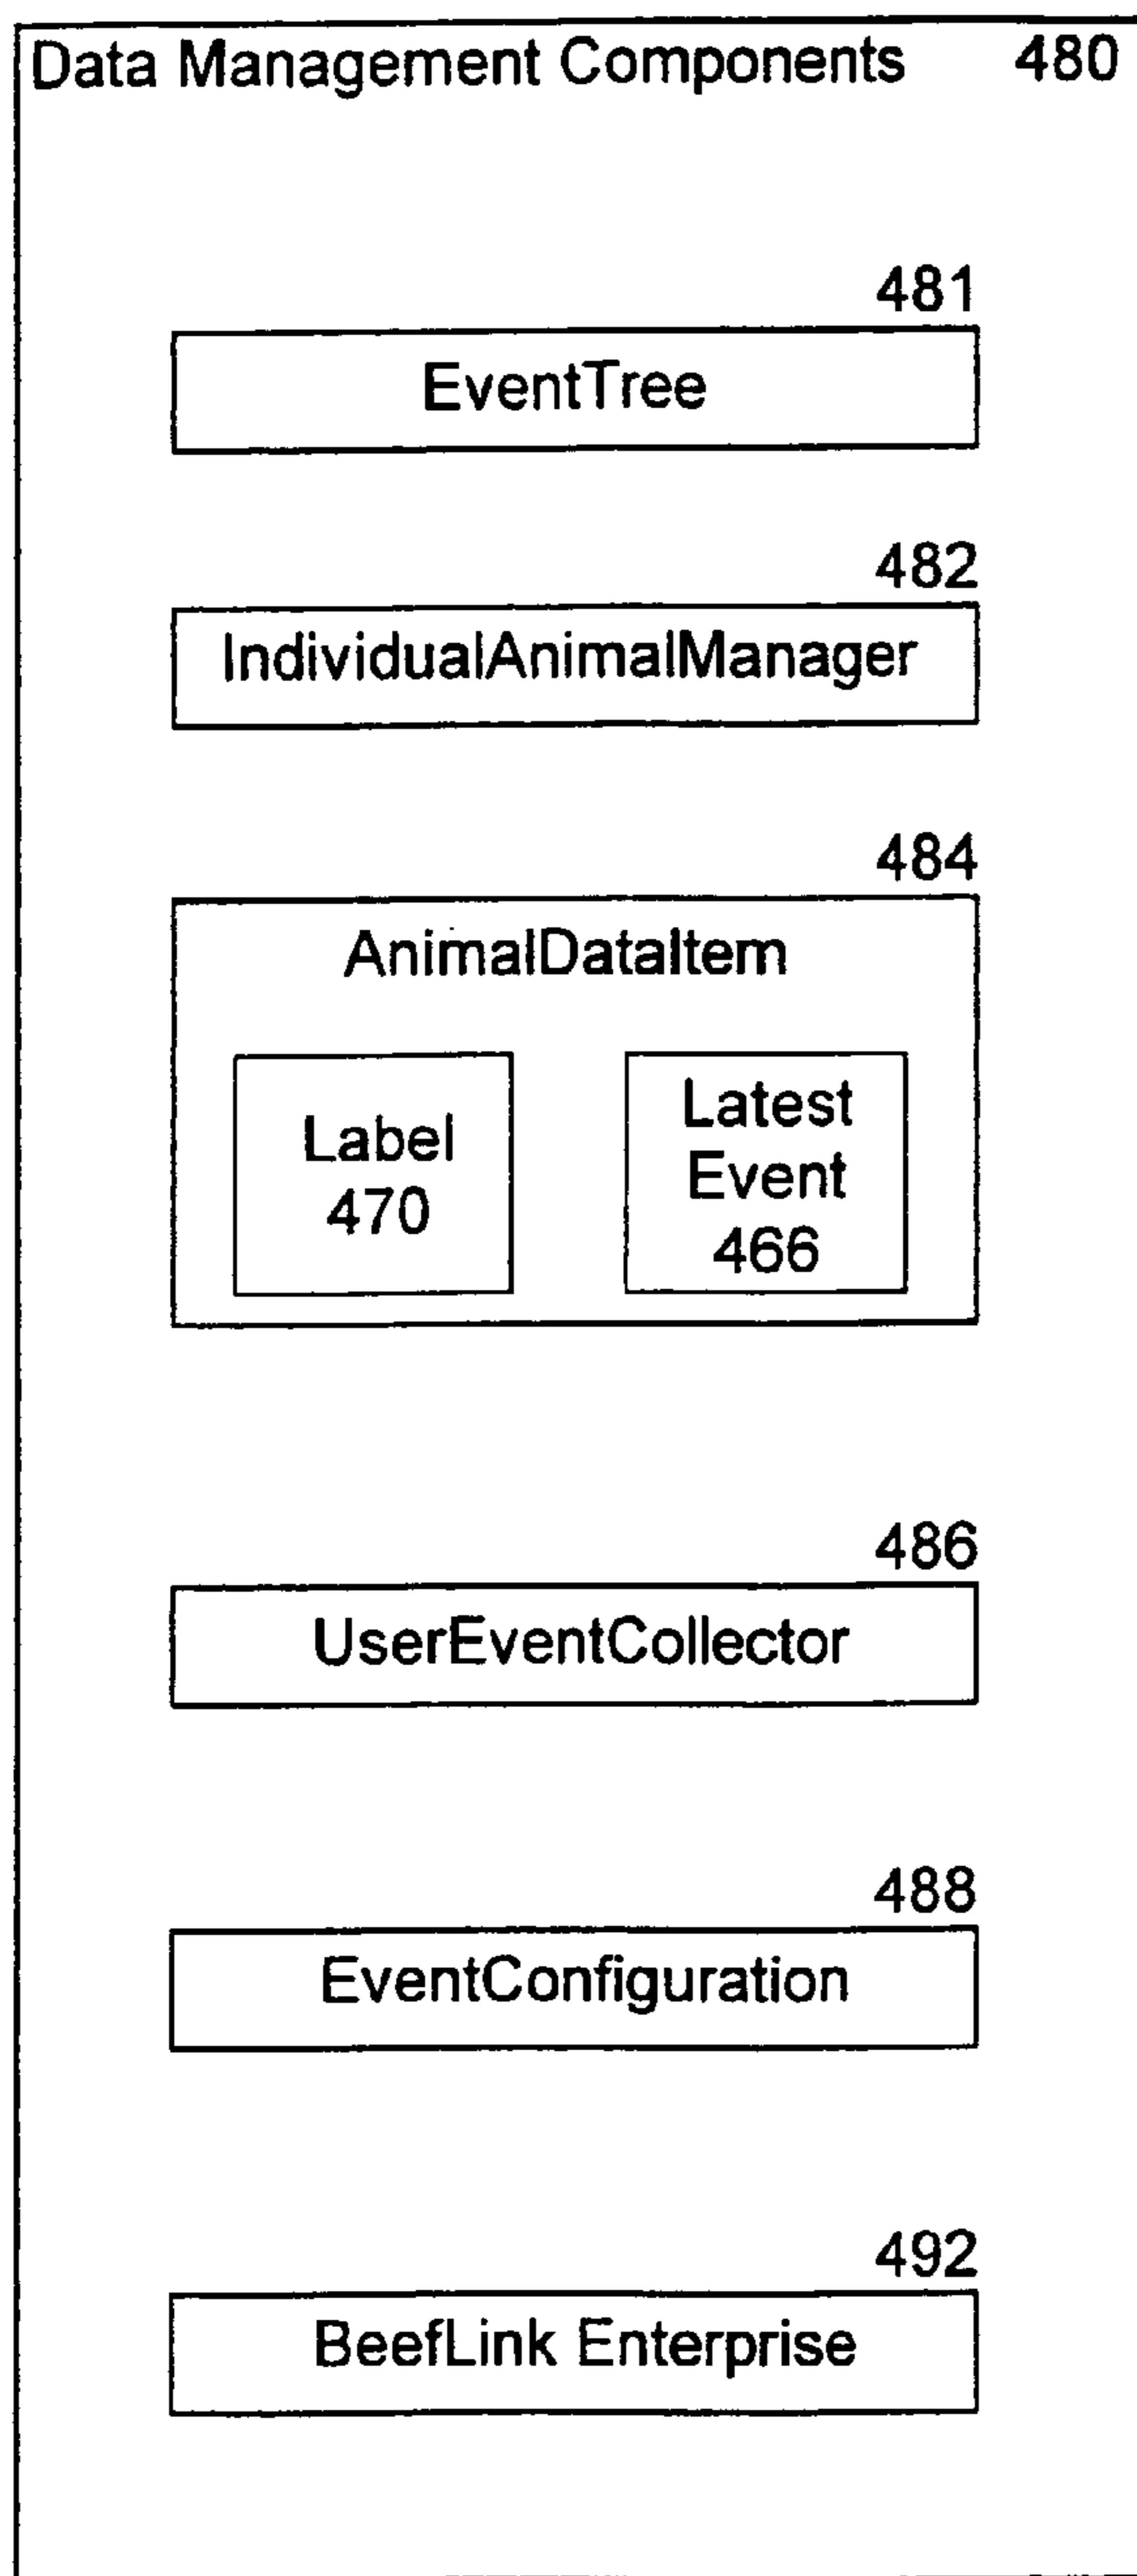 Data Management Components 480
481
EventTree
482
IndividualAnimalManager
484
AnimalDataItem
Label
470
Latest
Event
466
486
UserEventCollector
488
EventConfiguration
492
BeefLink Enterprise